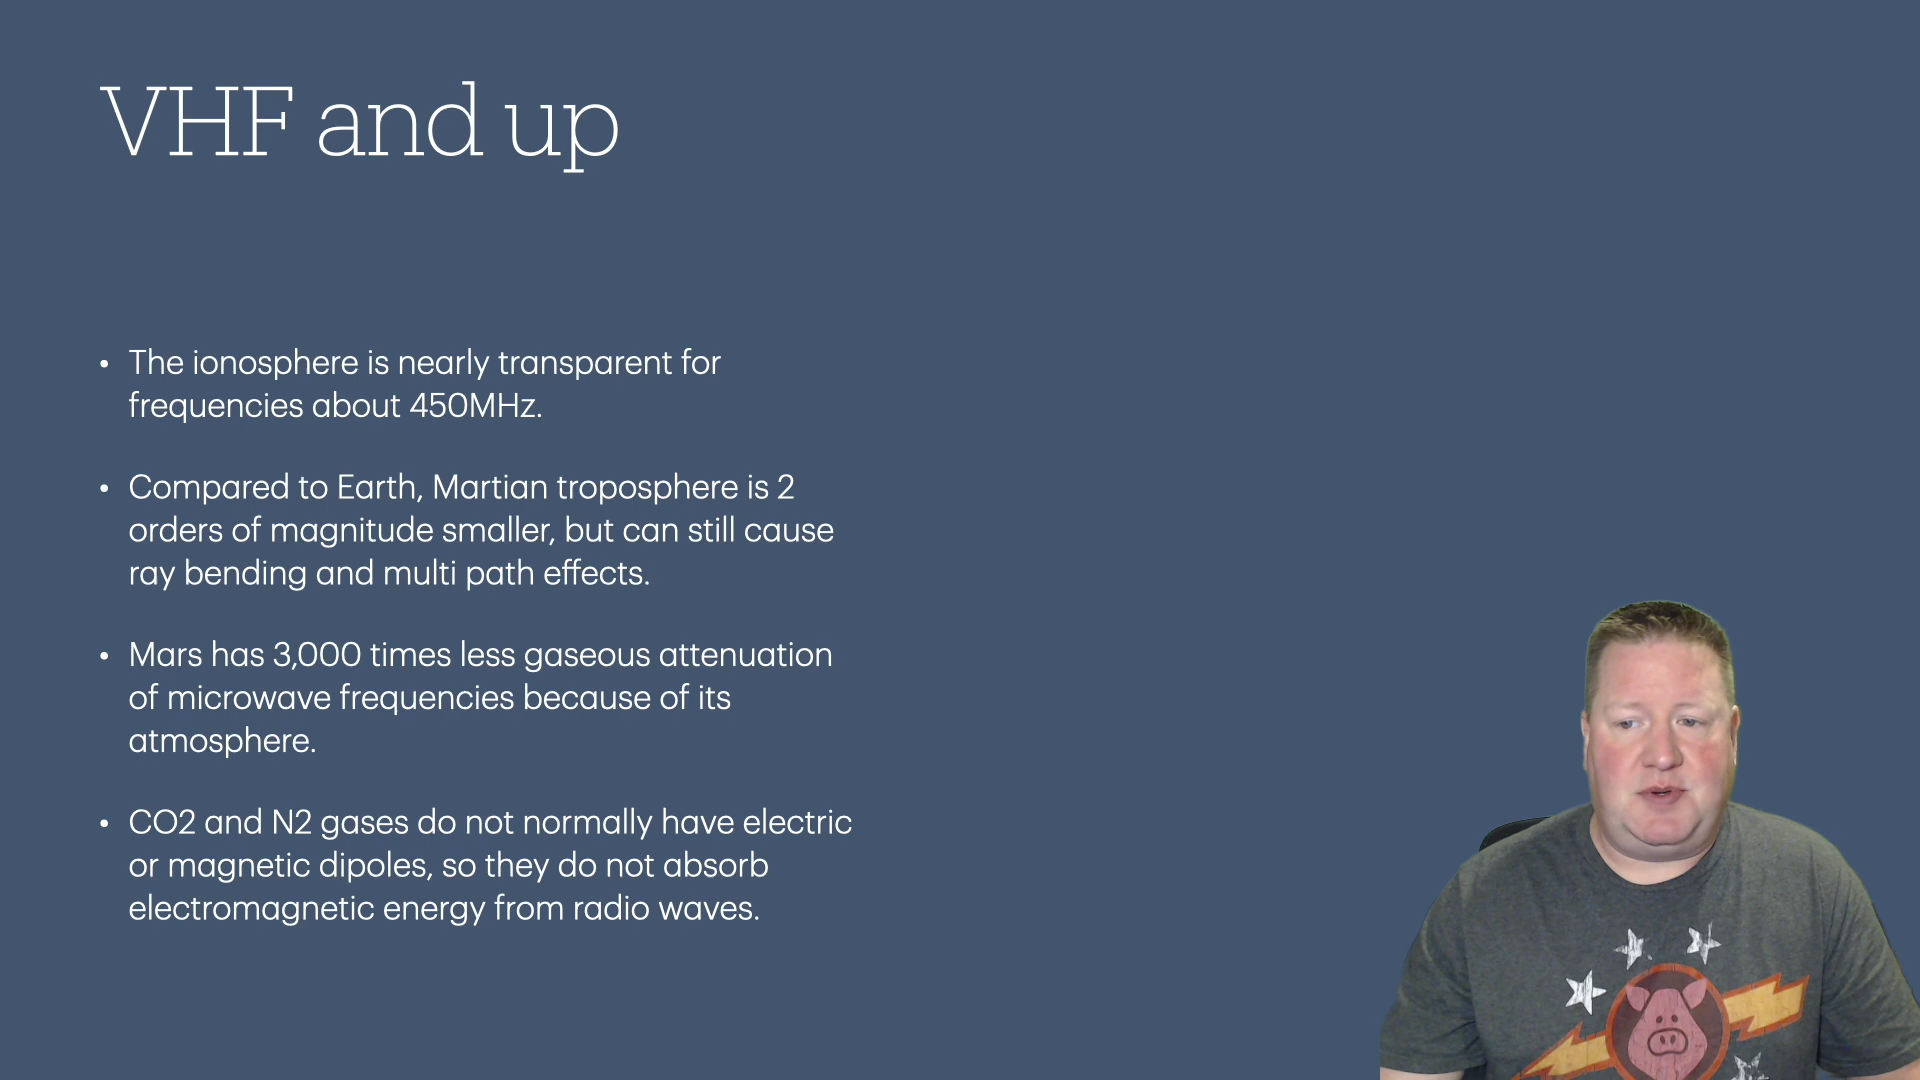 VHF and up
• The ionosphere is nearly transparent for
frequencies about 450MHz.
• Compared to Earth, Martian troposphere is 2
orders of magnitude smaller, but can still cause
ray bending and multi path effects.
• Mars has 3,000 times less gaseous attenuation
of microwave frequencies because of its
atmosphere.
• CO2 and N2 gases do not normally have electric
or magnetic dipoles, so they do not absorb
electromagnetic energy from radio waves.